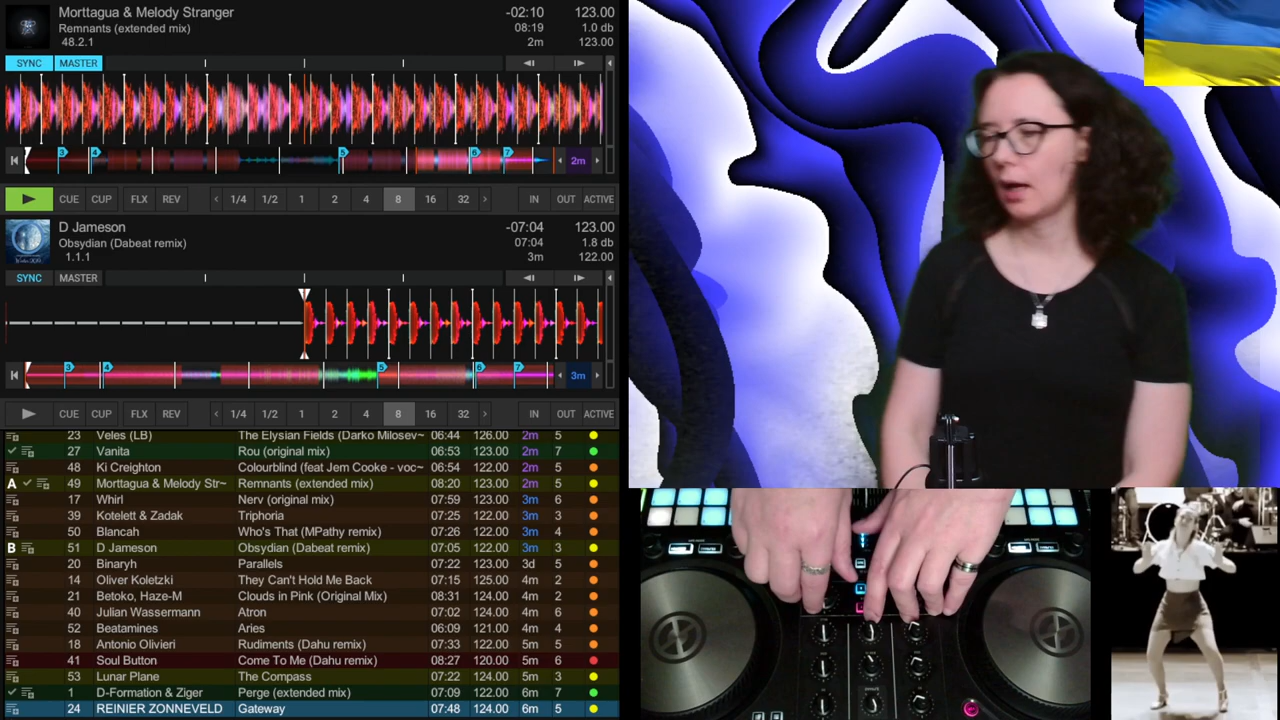 Morttagua & Melody Stranger -02:10 123.00
Remnants (extended mix) 08:19 1.0 db
48.2.1 2m 123.00
SYNC MASTER
3 4 5 6 7 2m
CUE CUP FLX REV 1/4 1/2 1 2 4 8 16 32 IN OUT ACTIVE
D Jameson -07:04 123.00
Obsydian (Dabeat remix) 07:04 1.8 db
1.1.1 3m 122.00
SYNC MASTER
3 4 5 6 7 3m
CUE CUP FLX REV 1/4 1/2 1 2 4 8 16 32 IN OUT ACTIVE
23 Veles (LB) The Elysian Fields (Darko Milosev~ 06:44 126.00 2m 5
27 Vanita Rou (original mix) 06:53 123.00 2m 7
48 Ki Creighton Colourblind (feat Jem Cooke - voc~ 06:54 122.00 2m 5
A 49 Morttagua & Melody Str~ Remnants (extended mix) 08:20 123.00 2m 5
17 Whirl Nerv (original mix) 07:59 123.00 3m 6
39 Kotelett & Zadak Triphoria 07:25 122.00 3m 5
50 Blancah Who's That (MPathy remix) 07:26 122.00 3m 4
B 51 D Jameson Obsydian (Dabeat remix) 07:05 122.00 3m 3
20 Binaryh Parallels 07:22 123.00 3d 5
14 Oliver Koletzki They Can't Hold Me Back 07:15 125.00 4m 2
21 Betoko, Haze-M Clouds in Pink (Original Mix) 08:31 124.00 4m 2
40 Julian Wassermann Atron 07:02 124.00 4m 6
52 Beatamines Aries 06:09 121.00 4m 4
18 Antonio Olivieri Rudiments (Dahu remix) 07:33 122.00 5m 5
41 Soul Button Come To Me (Dahu remix) 08:27 120.00 5m 6
53 Lunar Plane The Compass 07:22 124.00 5m 3
1 D-Formation & Ziger Perge (extended mix) 07:09 122.00 6m 7
24 REINIER ZONNEVELD Gateway 07:48 124.00 6m 5